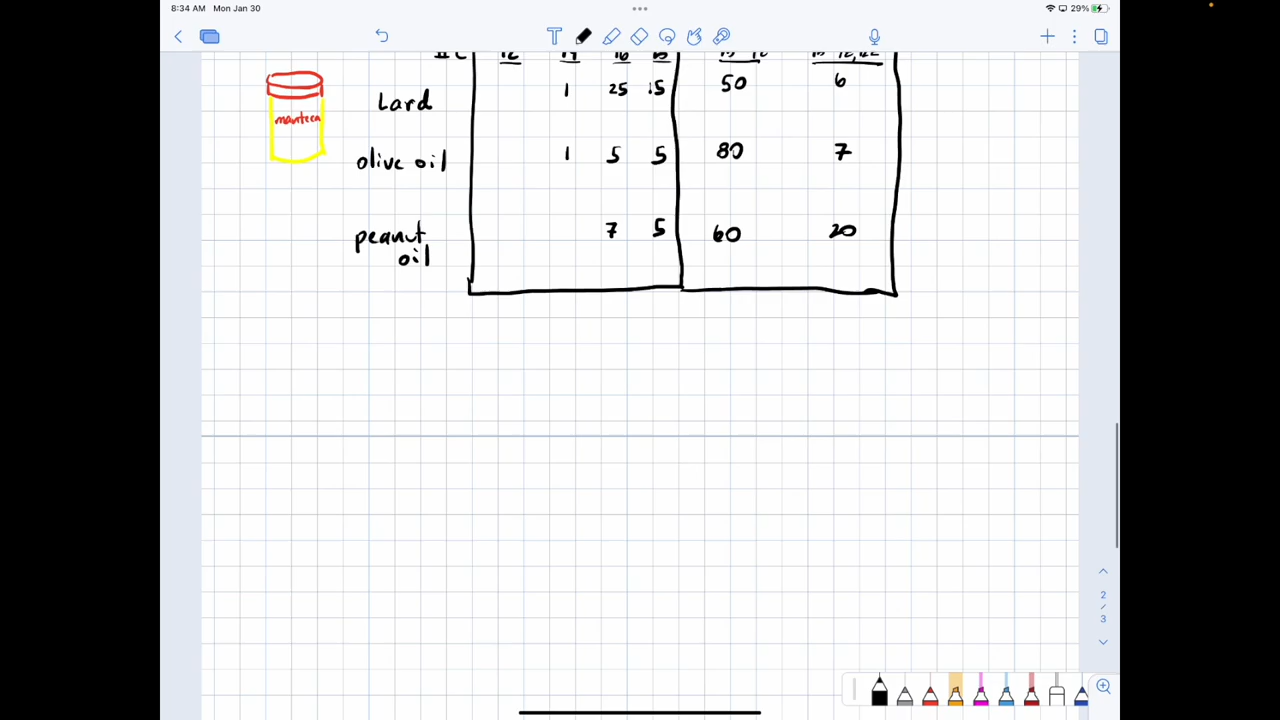 8:34 AM Mon Jan 30
29%
manteca
Lard 1 25 15 50 6
olive oil 1 5 5 80 7
peanut 7 5 60 20
oil
2
/
3